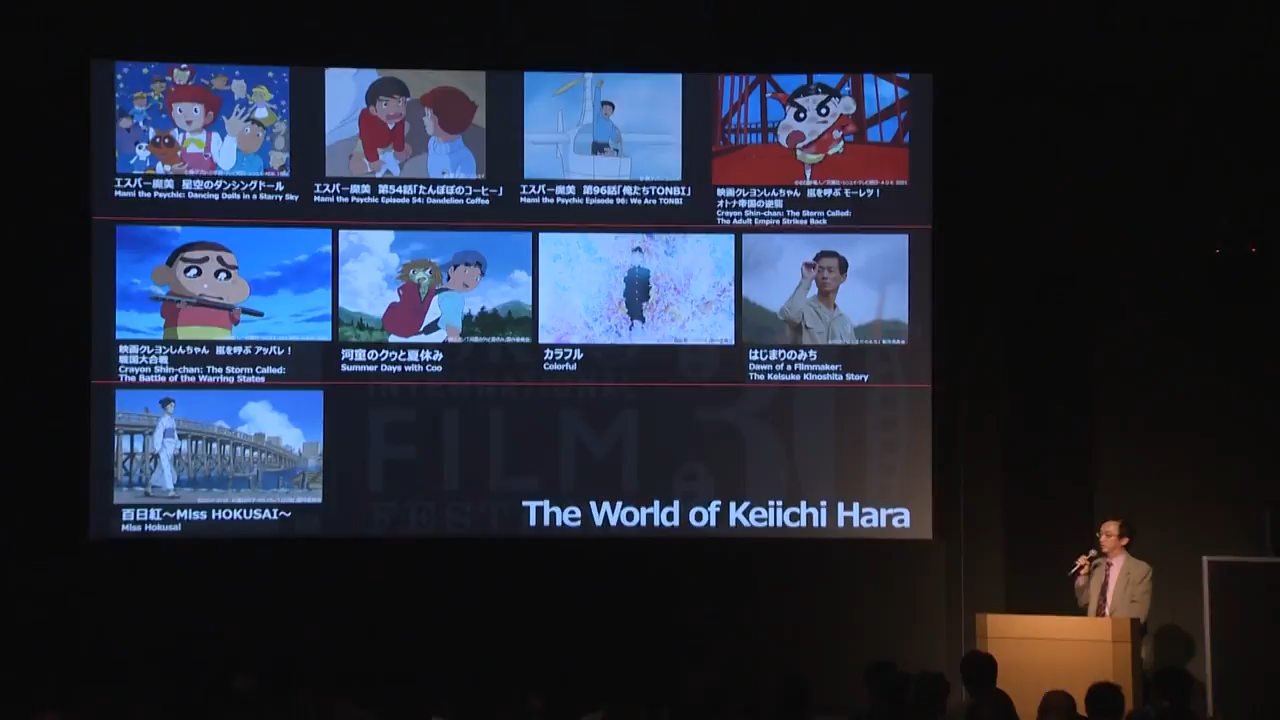 エスパー魔美 星空のダンシングドール
Mami the Psychic: Dancing Dolls in a Starry Sky
エスパー魔美 第54話「たんぽぽのコーヒー」
Mami the Psychic Episode 54: Dandelion Coffee
エスパー魔美 第96話「俺たちTONBI」
Mami the Psychic Episode 96: We Are TONBI
映画クレヨンしんちゃん 嵐を呼ぶ モーレツ!
オトナ帝国の逆襲
Crayon Shin-chan: The Storm Called:
The Adult Empire Strikes Back
映画クレヨンしんちゃん 嵐を呼ぶ アッパレ!
戦国大合戦
Crayon Shin-chan: The Storm Called:
The Battle of the Warring States
河童のクゥと夏休み
Summer Days with Coo
カラフル
Colorful
はじまりのみち
Dawn of a Filmmaker:
The Keisuke Kinoshita Story
INTERNATIONAL
FILM
FEST
百日紅～Miss HOKUSAI～
Miss Hokusai
The World of Keiichi Hara